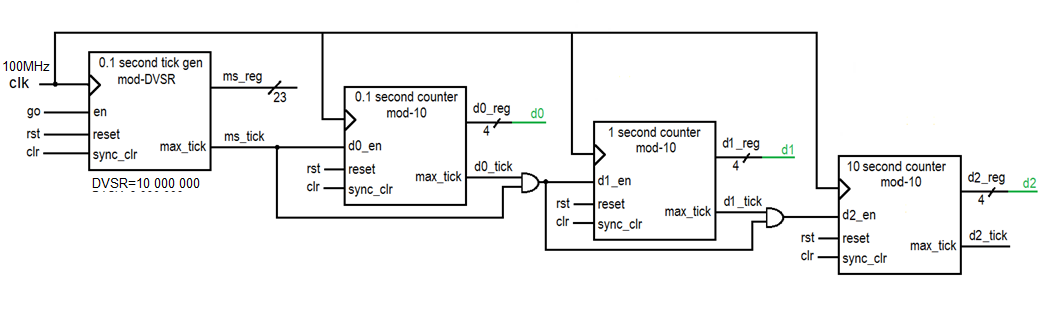 100MHz
clk
go
rst
clr
0.1 second tick gen
mod-DVSR
en
reset
sync_clr
max_tick
DVSR=10 000 000
ms_reg
23
ms_tick
0.1 second counter
mod-10
d0_en
rst
reset
clr
sync_clr
max_tick
d0_reg
4
d0
d0_tick
1 second counter
mod-10
d1_en
rst
reset
clr
sync_clr
max_tick
d1_reg
4
d1
d1_tick
10 second counter
mod-10
d2_en
rst
reset
clr
sync_clr
max_tick
d2_reg
4
d2
d2_tick